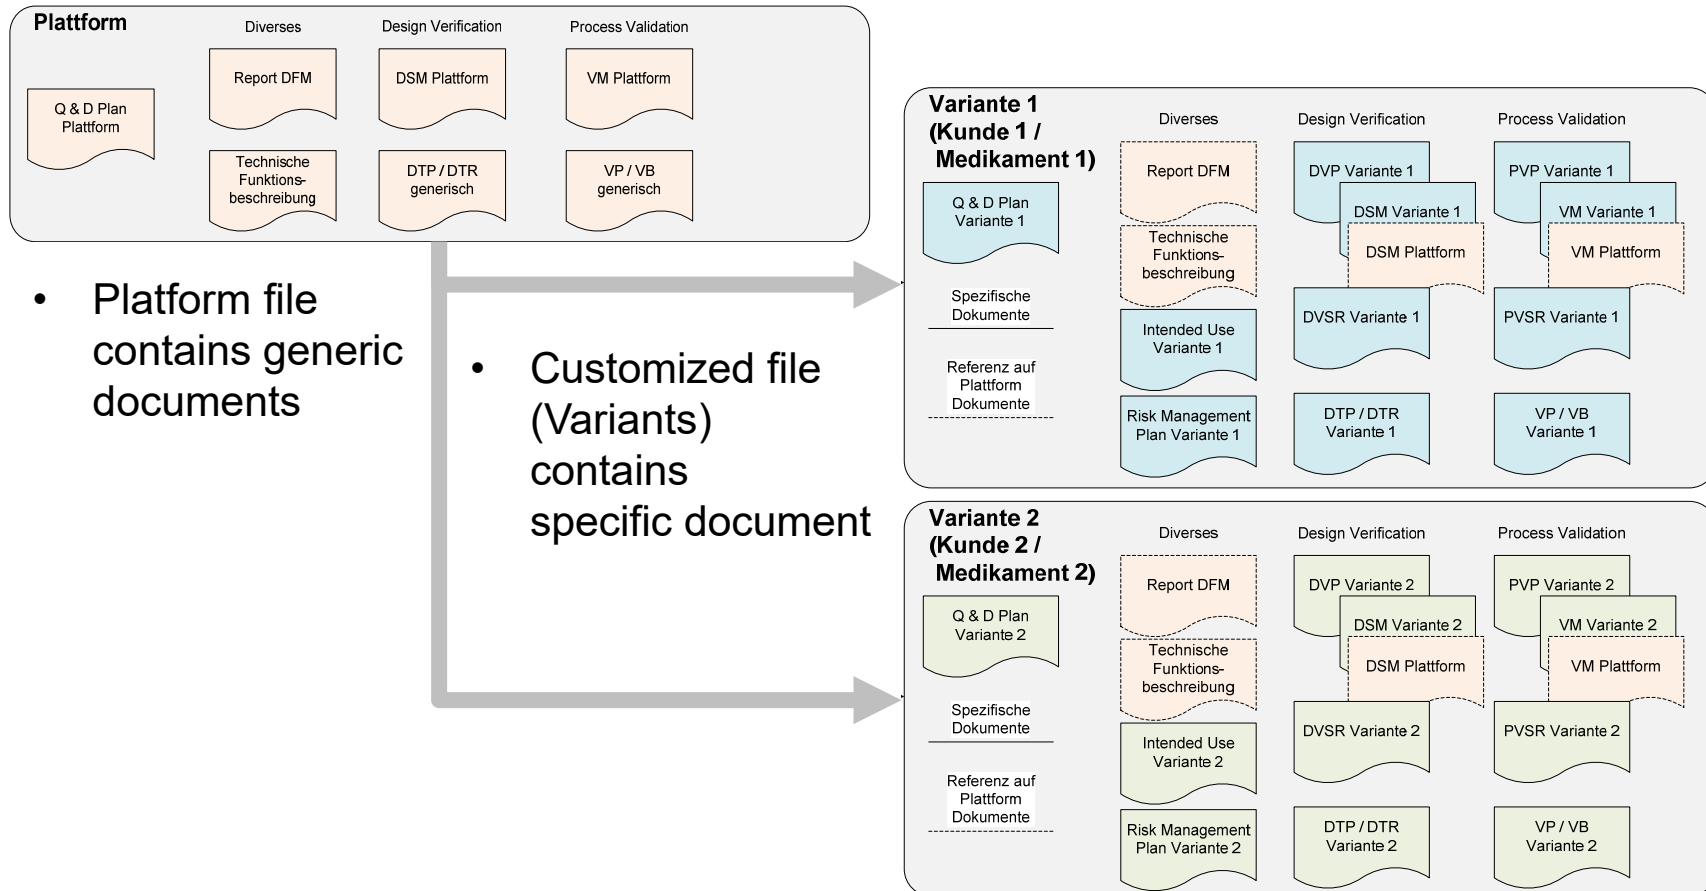 Plattform
Diverses
Design Verification
Process Validation
Q & D Plan
Plattform
Report DFM
DSM Plattform
VM Plattform
Technische
Funktions-
beschreibung
DTP / DTR
generisch
VP / VB
generisch
• Platform file
contains generic
documents
• Customized file
(Variants)
contains
specific document
Variante 1
(Kunde 1 /
Medikament 1)
Diverses
Design Verification
Process Validation
Q & D Plan
Variante 1
Spezifische
Dokumente
Referenz auf
Plattform
Dokumente
Report DFM
Technische
Funktions-
beschreibung
Intended Use
Variante 1
Risk Management
Plan Variante 1
DVP Variante 1
DSM Variante 1
DSM Plattform
DVSR Variante 1
DTP / DTR
Variante 1
PVP Variante 1
VM Variante 1
VM Plattform
PVSR Variante 1
VP / VB
Variante 1
Variante 2
(Kunde 2 /
Medikament 2)
Diverses
Design Verification
Process Validation
Q & D Plan
Variante 2
Spezifische
Dokumente
Referenz auf
Plattform
Dokumente
Report DFM
Technische
Funktions-
beschreibung
Intended Use
Variante 2
Risk Management
Plan Variante 2
DVP Variante 2
DSM Variante 2
DSM Plattform
DVSR Variante 2
DTP / DTR
Variante 2
PVP Variante 2
VM Variante 2
VM Plattform
PVSR Variante 2
VP / VB
Variante 2